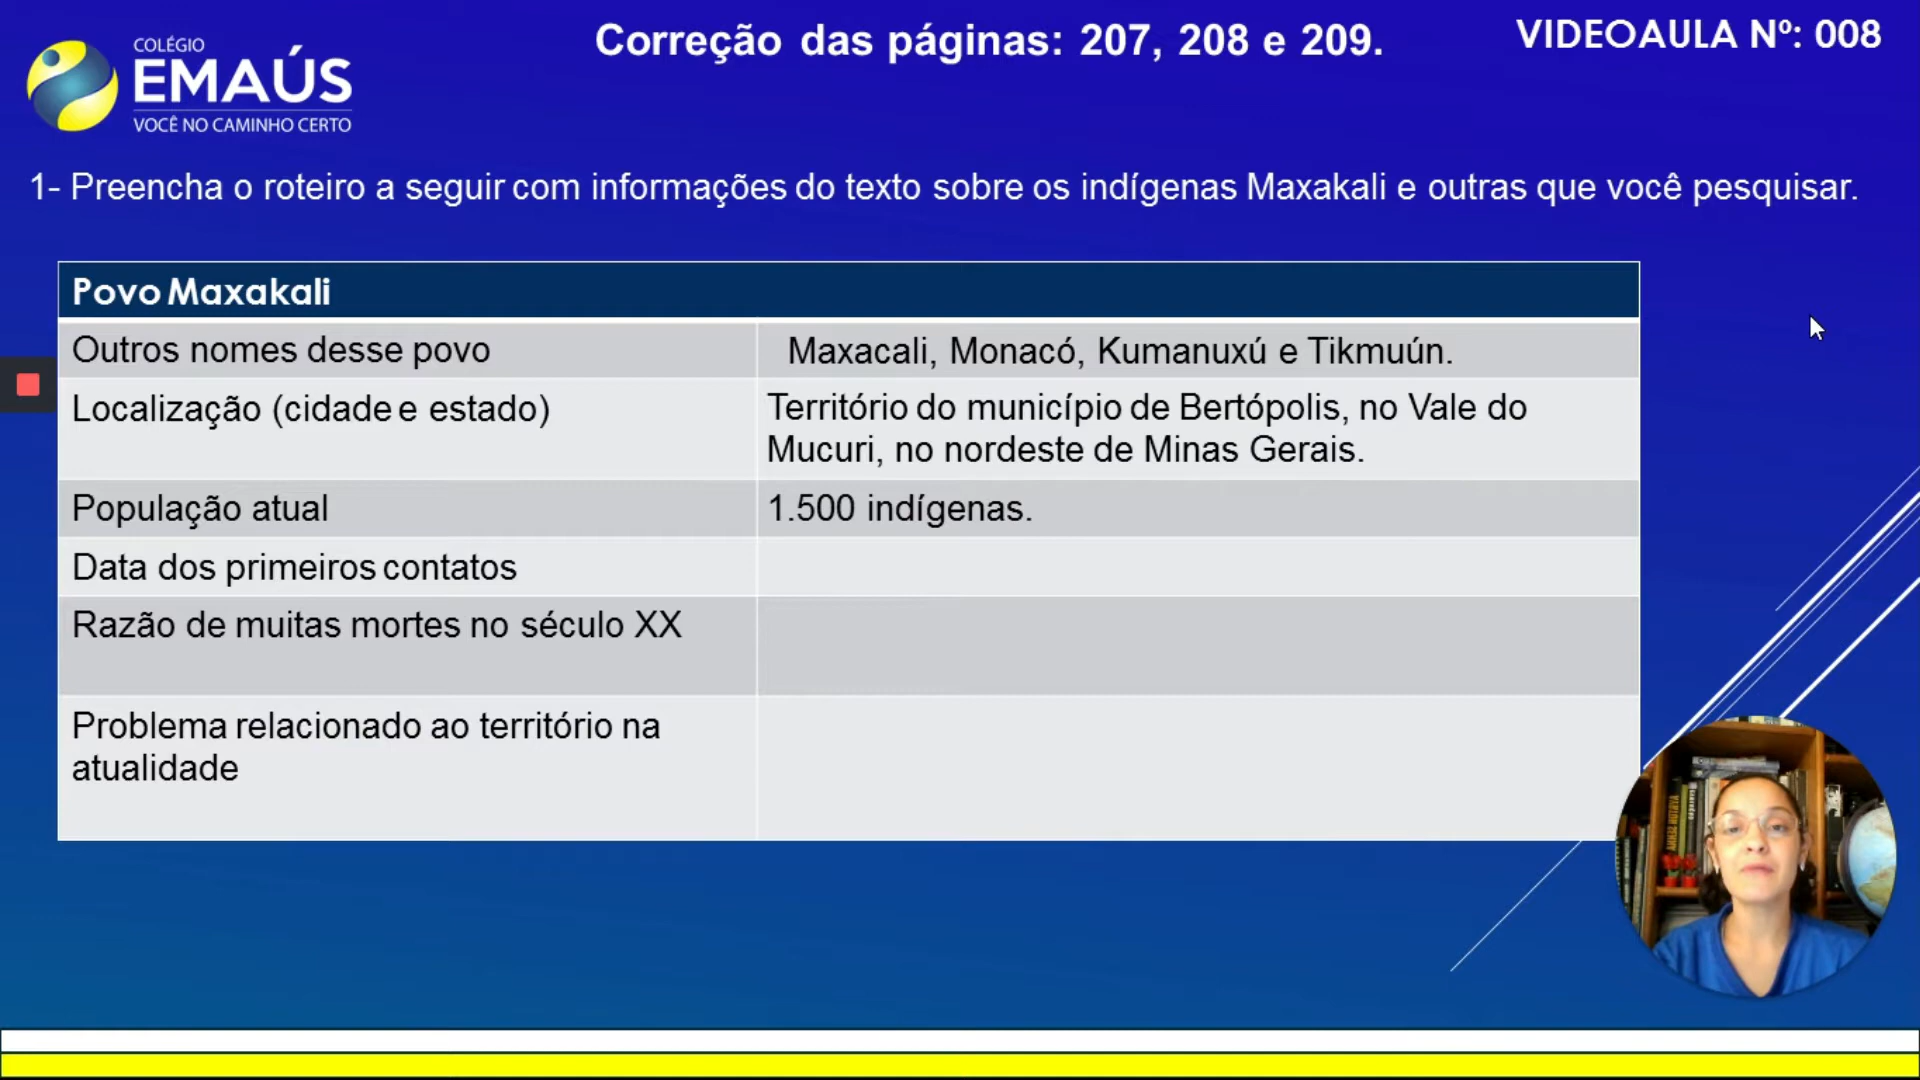 COLÉGIO
EMAÚS
VOCÊ NO CAMINHO CERTO
Correção das páginas: 207, 208 e 209.
VIDEOAULA Nº: 008
1- Preencha o roteiro a seguir com informações do texto sobre os indígenas Maxakali e outras que você pesquisar.
Povo Maxakali
Outros nomes desse povo
Maxacali, Monacó, Kumanuxú e Tikmuún.
Localização (cidade e estado)
Território do município de Bertópolis, no Vale do
Mucuri, no nordeste de Minas Gerais.
População atual
1.500 indígenas.
Data dos primeiros contatos
Razão de muitas mortes no século XX
Problema relacionado ao território na
atualidade